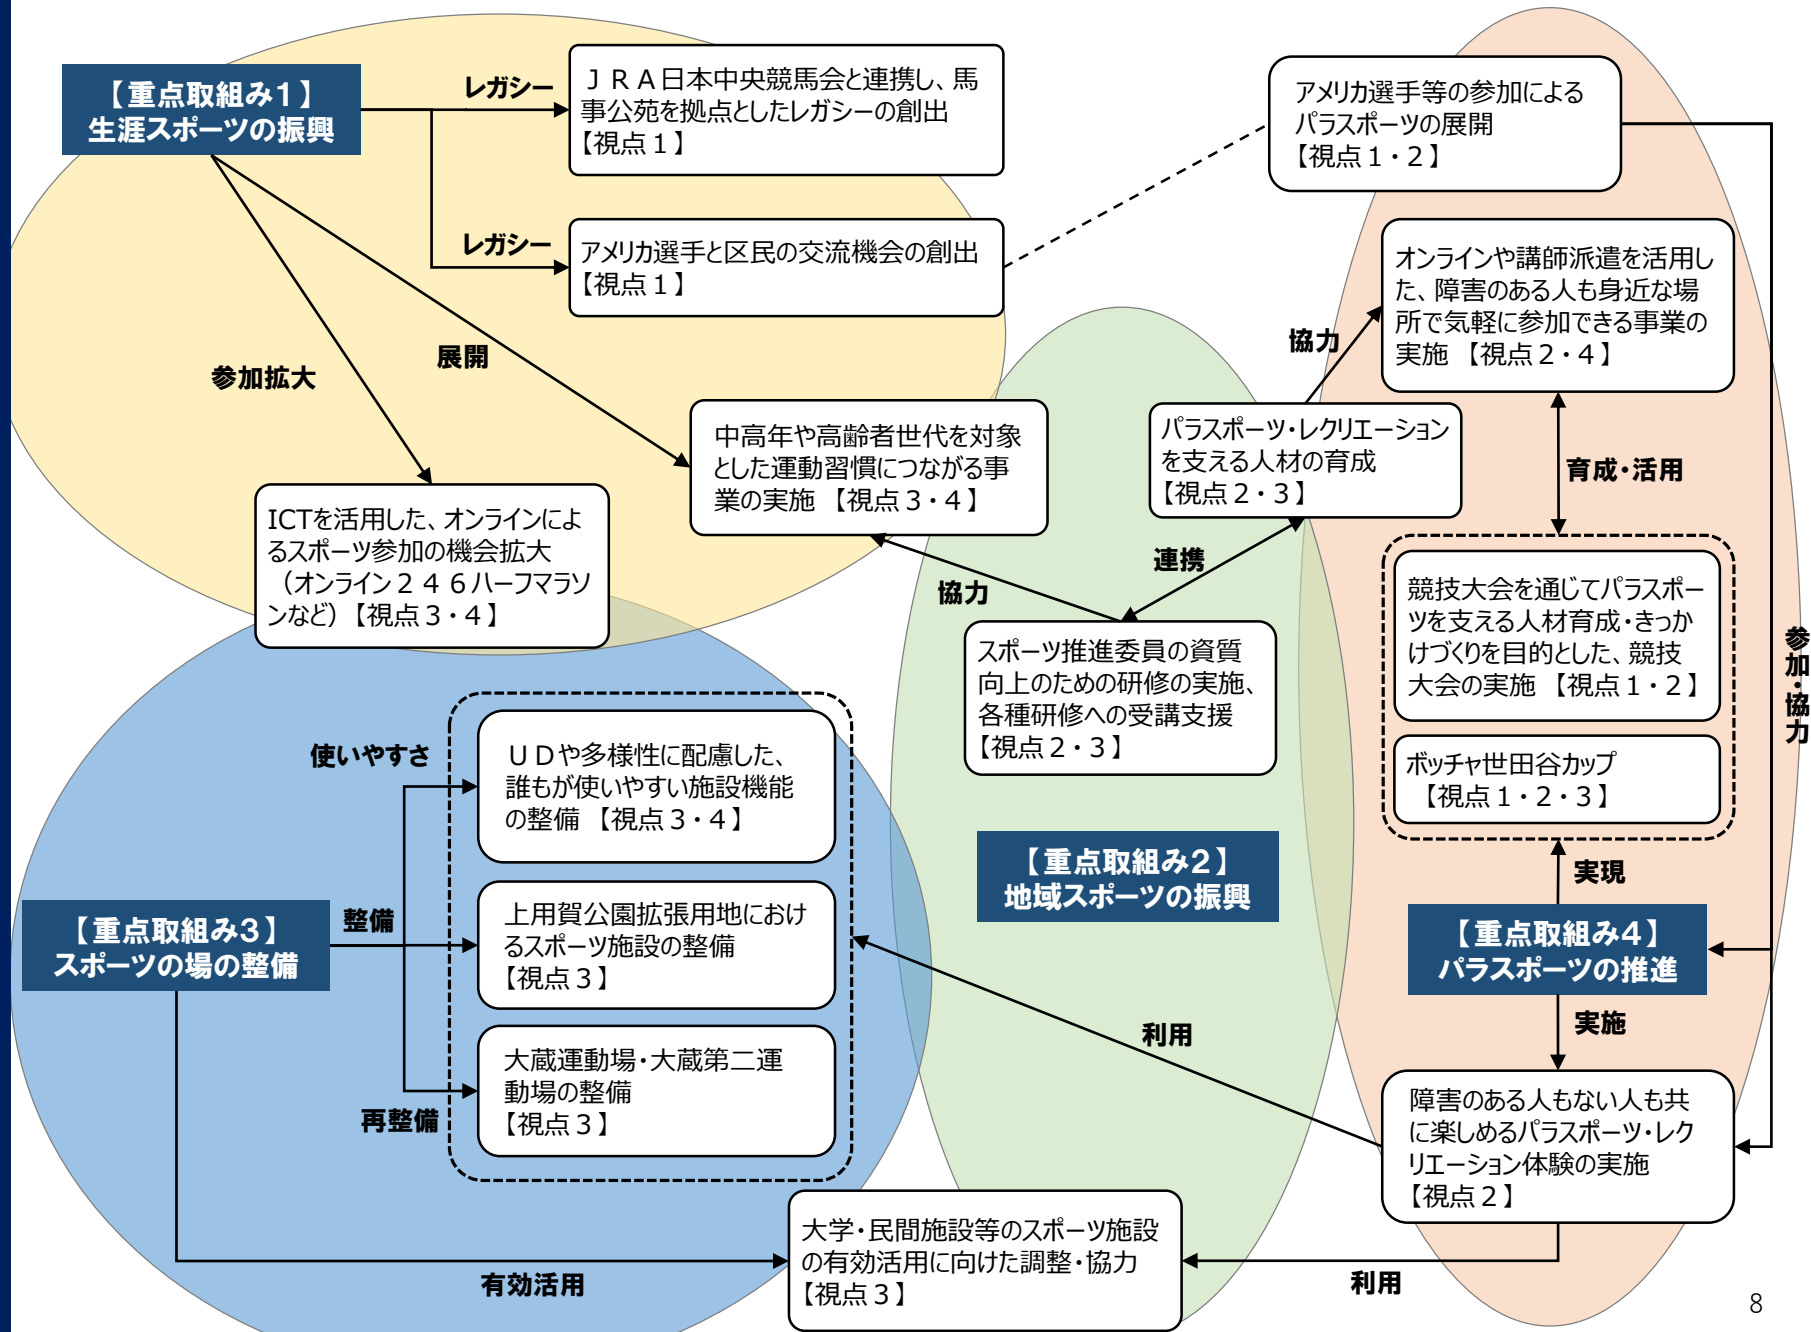 【重点取組み１】
生涯スポーツの振興
レガシー
ＪＲＡ日本中央競馬会と連携し、馬
事公苑を拠点としたレガシーの創出
【視点１】
アメリカ選手等の参加による
パラスポーツの展開
【視点１・２】
レガシー
アメリカ選手と区民の交流機会の創出
【視点１】
オンラインや講師派遣を活用し
た、障害のある人も身近な場
所で気軽に参加できる事業の
実施 【視点２・４】
協力
展開
参加拡大
中高年や高齢者世代を対象
とした運動習慣につながる事
業の実施 【視点３・４】
パラスポーツ・レクリエーション
を支える人材の育成
【視点２・３】
育成・活用
ICTを活用した、オンラインによ
るスポーツ参加の機会拡大
（オンライン２４６ハーフマラソ
ンなど）【視点３・４】
連携
協力
競技大会を通じてパラスポー
ツを支える人材育成・きっか
けづくりを目的とした、競技
大会の実施 【視点１・２】
参加・協力
スポーツ推進委員の資質
向上のための研修の実施、
各種研修への受講支援
【視点２・３】
使いやすさ
ＵＤや多様性に配慮した、
誰もが使いやすい施設機能
の整備 【視点３・４】
ボッチャ世田谷カップ
【視点１・２・３】
【重点取組み２】
地域スポーツの振興
実現
【重点取組み３】
スポーツの場の整備
整備
上用賀公園拡張用地におけ
るスポーツ施設の整備
【視点３】
【重点取組み４】
パラスポーツの推進
利用
実施
大蔵運動場・大蔵第二運
動場の整備
【視点３】
再整備
障害のある人もない人も共
に楽しめるパラスポーツ・レク
リエーション体験の実施
【視点２】
大学・民間施設等のスポーツ施設
の有効活用に向けた調整・協力
【視点３】
有効活用
利用
8